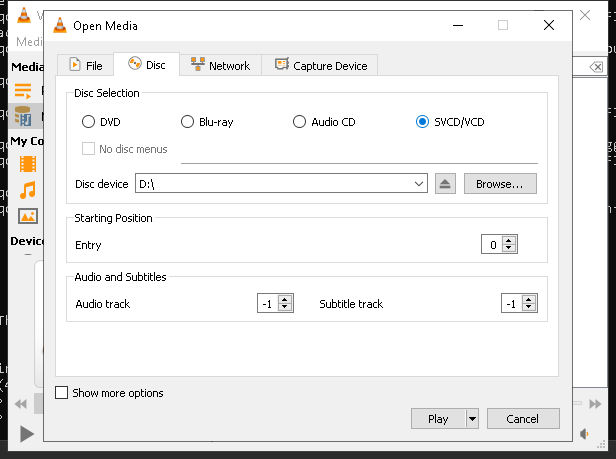 Open Media
Medi
File
Disc
Network
Capture Device
Media
Disc Selection
DVD
Blu-ray
Audio CD
SVCD/VCD
No disc menus
My Co
Disc device
D:\
Browse...
Starting Position
Entry
0
Device
Audio and Subtitles
Audio track
-1
Subtitle track
-1
Show more options
Play
Cancel